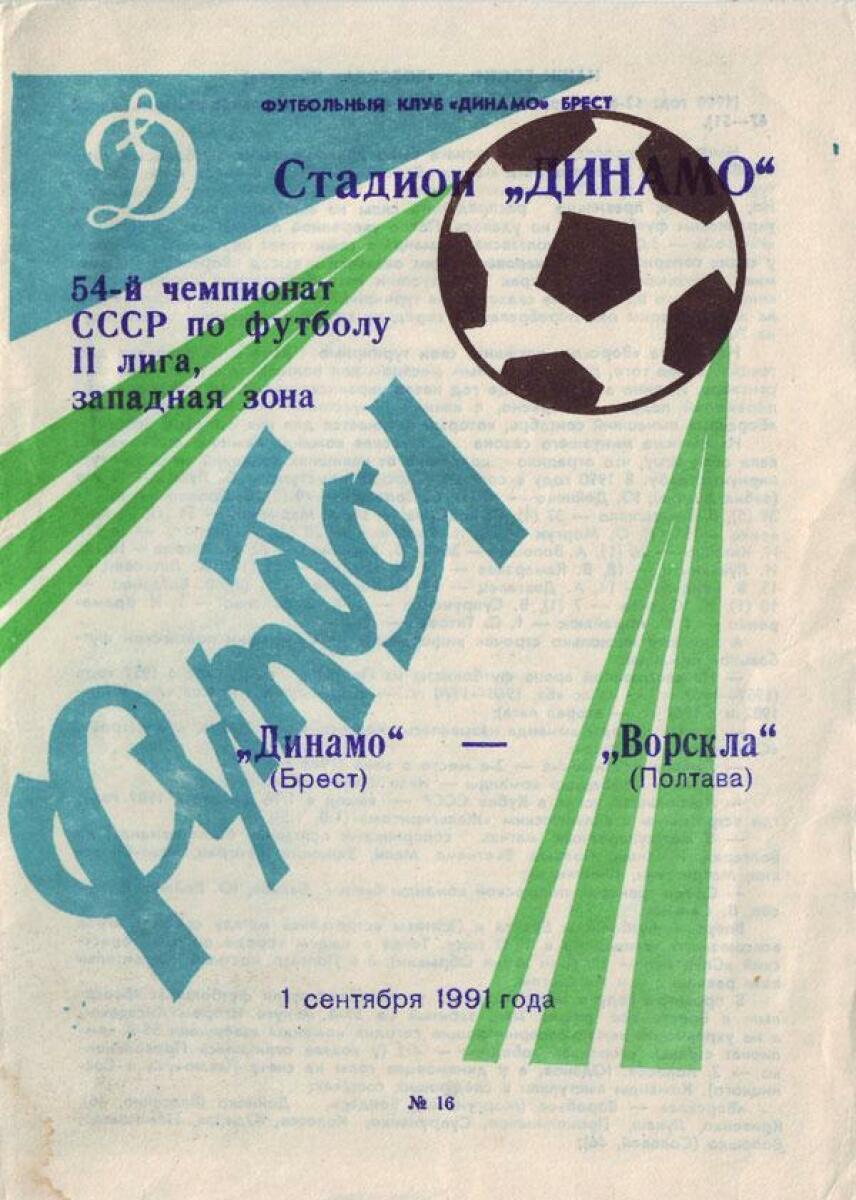 ФУТБОЛЬНЫЙ КЛУБ «ДИНАМО» БРЕСТ
Стадион „ДИНАМО“
54-й чемпионат
СССР по футболу
II лига,
западная зона
Футбол
„Динамо“ — „Ворскла“
(Брест) (Полтава)
1 сентября 1991 года
№ 16